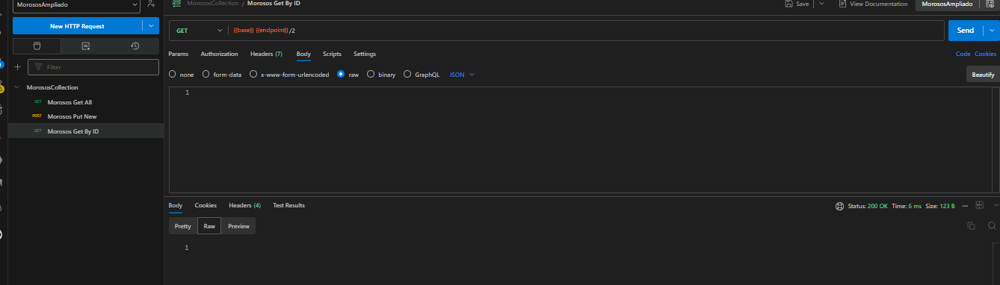 MorososAmpliado
MorososCollection / Morosos Get By ID
Save
View Documentation
MorososAmpliado
New HTTP Request
GET
{{base}} {{endpoint}} /2
Send
Params
Authorization
Headers (7)
Body
Scripts
Settings
Code
Cookies
Filter
none
form-data
x-www-form-urlencoded
raw
binary
GraphQL
JSON
Beautify
MorososCollection
GET Morosos Get All
POST Morosos Put New
GET Morosos Get By ID
1
Body
Cookies
Headers (4)
Test Results
Status: 200 OK
Time: 6 ms
Size: 123 B
Pretty
Raw
Preview
1